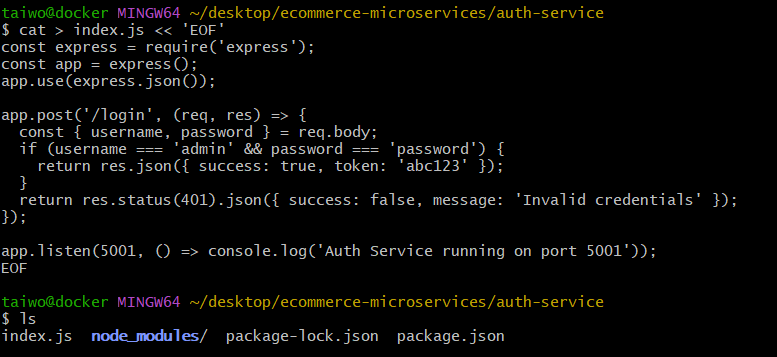 taiwo@docker MINGW64 ~/desktop/ecommerce-microservices/auth-service
$ cat > index.js << 'EOF'
const express = require('express');
const app = express();
app.use(express.json());

app.post('/login', (req, res) => {
  const { username, password } = req.body;
  if (username === 'admin' && password === 'password') {
    return res.json({ success: true, token: 'abc123' });
  }
  return res.status(401).json({ success: false, message: 'Invalid credentials' });
});

app.listen(5001, () => console.log('Auth Service running on port 5001'));
EOF

taiwo@docker MINGW64 ~/desktop/ecommerce-microservices/auth-service
$ ls
index.js  node_modules/  package-lock.json  package.json